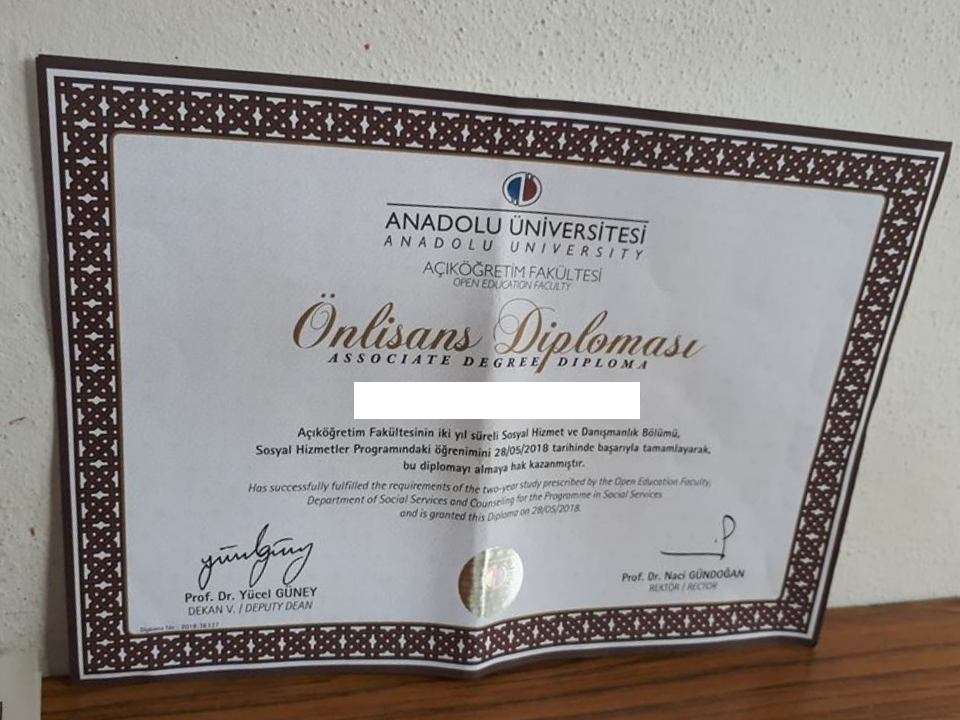 ANADOLU ÜNİVERSİTESİ
ANADOLU UNIVERSITY
AÇIKÖĞRETİM FAKÜLTESİ
OPEN EDUCATION FACULTY
Önlisans Diploması
ASSOCIATE DEGREE DIPLOMA
Açıköğretim Fakültesinin iki yıl süreli Sosyal Hizmet ve Danışmanlık Bölümü,
Sosyal Hizmetler Programındaki öğrenimini 28/05/2018 tarihinde başarıyla tamamlayarak,
bu diplomayı almaya hak kazanmıştır.
Has successfully fulfilled the requirements of the two-year study prescribed by the Open Education Faculty,
Department of Social Services and Counseling for the Programme in Social Services
and is granted this Diploma on 28/05/2018.
Prof. Dr. Yücel GÜNEY
DEKAN V. / DEPUTY DEAN
Prof. Dr. Naci GÜNDOĞAN
REKTÖR / RECTOR
Diploma No :